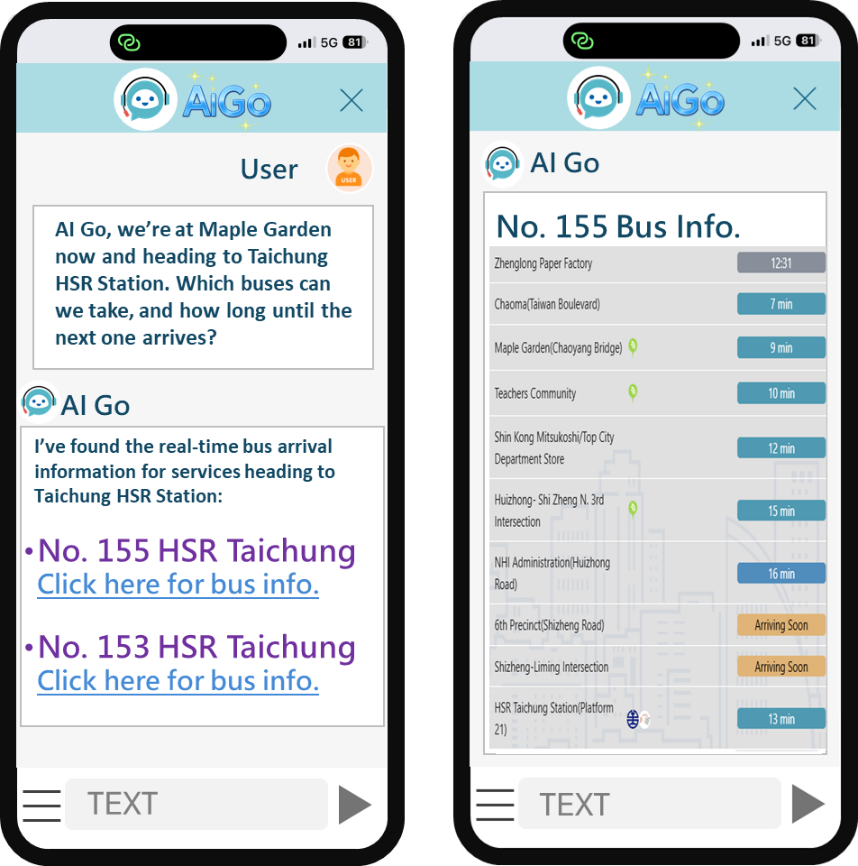 5G 81
AiGo
User
USER
AI Go, we’re at Maple Garden
now and heading to Taichung
HSR Station. Which buses can
we take, and how long until the
next one arrives?
AI Go
I’ve found the real-time bus arrival
information for services heading to
Taichung HSR Station:
•No. 155 HSR Taichung
Click here for bus info.
•No. 153 HSR Taichung
Click here for bus info.
TEXT
5G 81
AiGo
AI Go
No. 155 Bus Info.
Zhenglong Paper Factory 12:31
Chaoma(Taiwan Boulevard) 7 min
Maple Garden(Chaoyang Bridge) 9 min
Teachers Community 10 min
Shin Kong Mitsukoshi/Top City
Department Store 12 min
Huizhong- Shi Zheng N. 3rd
Intersection 15 min
NHI Administration(Huizhong
Road) 16 min
6th Precinct(Shizheng Road) Arriving Soon
Shizheng-Liming Intersection Arriving Soon
HSR Taichung Station(Platform
21) 13 min
TEXT